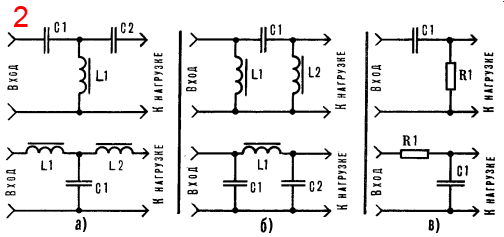 2
C1 C2
L1
Вход
К нагрузке
C1
L1 L2
Вход
К нагрузке
C1
R1
Вход
К нагрузке
L1 L2
C1
Вход
К нагрузке
L1
C1 C2
Вход
К нагрузке
R1
C1
Вход
К нагрузке
а) б) в)